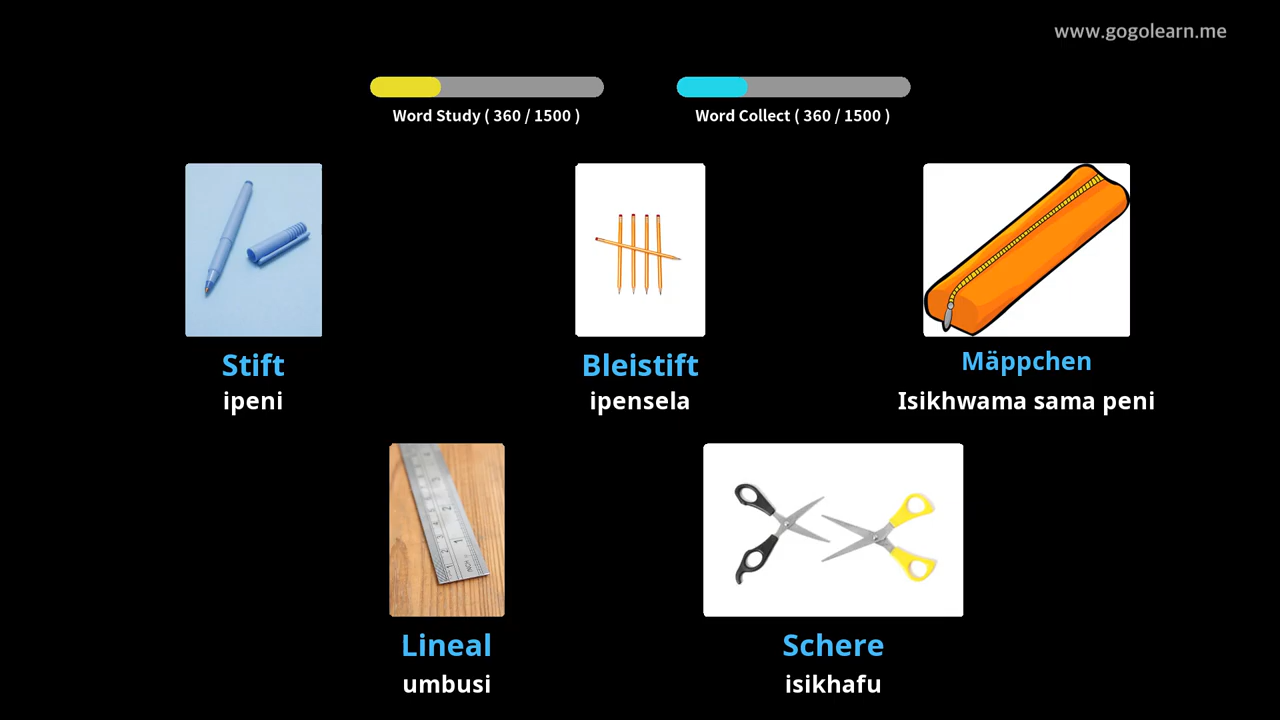 www.gogolearn.me
Word Study ( 360 / 1500 )
Word Collect ( 360 / 1500 )
Stift
ipeni
Bleistift
ipensela
Mäppchen
Isikhwama sama peni
Lineal
umbusi
Schere
isikhafu